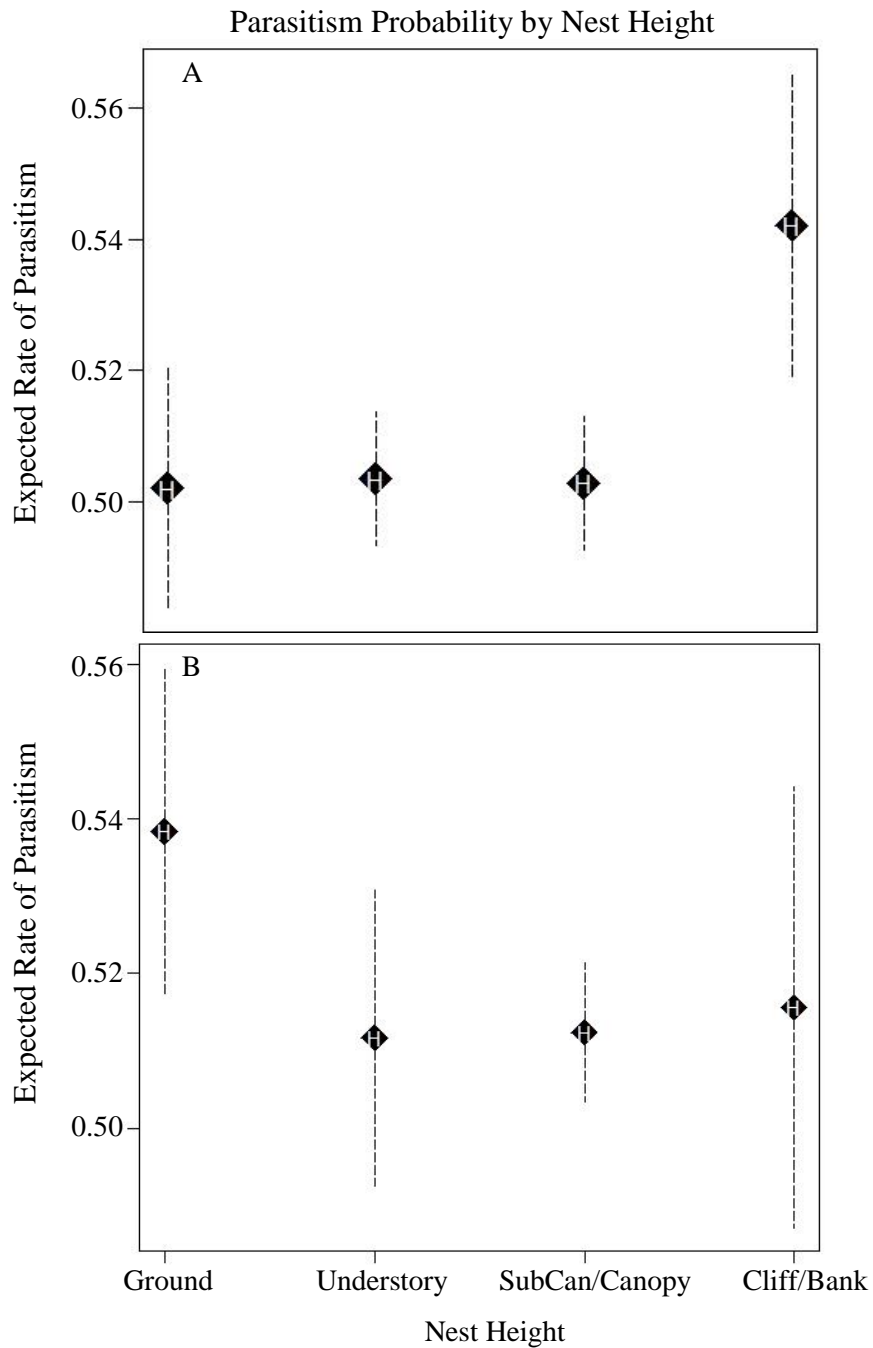 Parasitism Probability by Nest Height
A
0.56
0.54
0.52
0.50
Expected Rate of Parasitism
H
H
H
H
B
0.56
0.54
0.52
0.50
Expected Rate of Parasitism
H
H
H
H
Ground Understory SubCan/Canopy Cliff/Bank
Nest Height